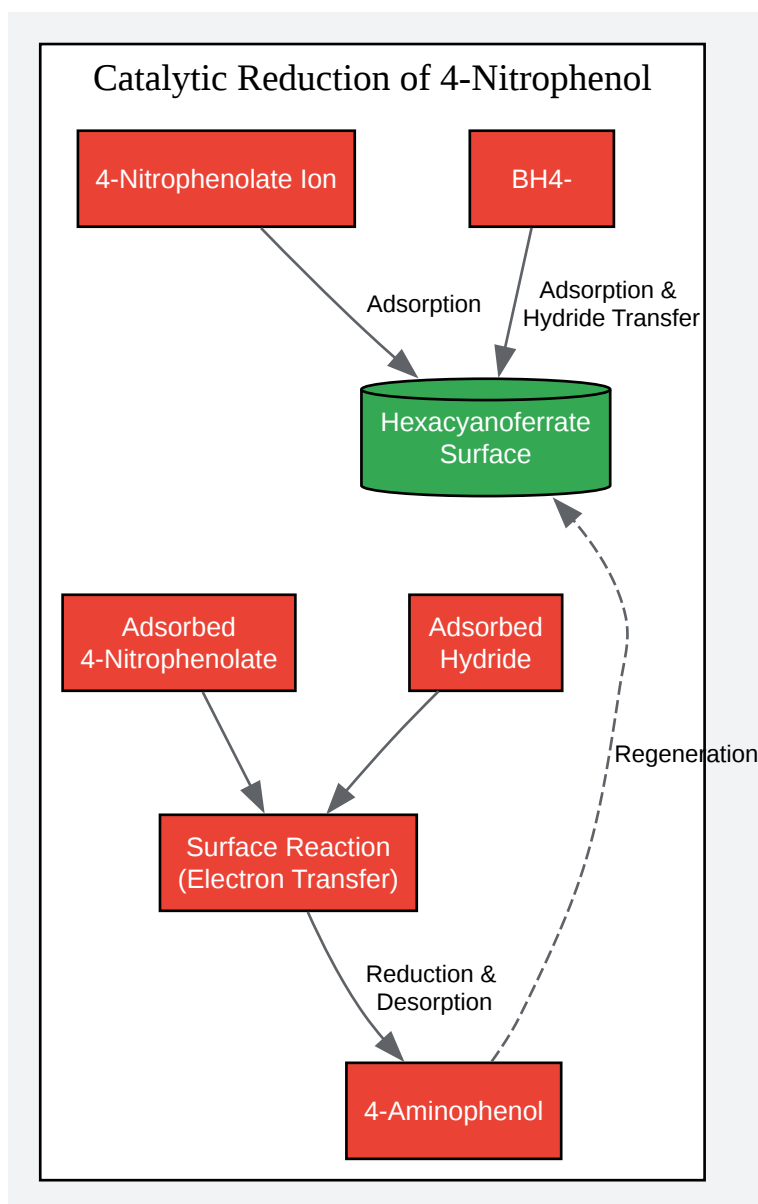 Catalytic Reduction of 4-Nitrophenol
4-Nitrophenolate Ion
BH4-
Adsorption
Adsorption &
Hydride Transfer
Hexacyanoferrate
Surface
Adsorbed
4-Nitrophenolate
Adsorbed
Hydride
Regeneration
Surface Reaction
(Electron Transfer)
Reduction &
Desorption
4-Aminophenol